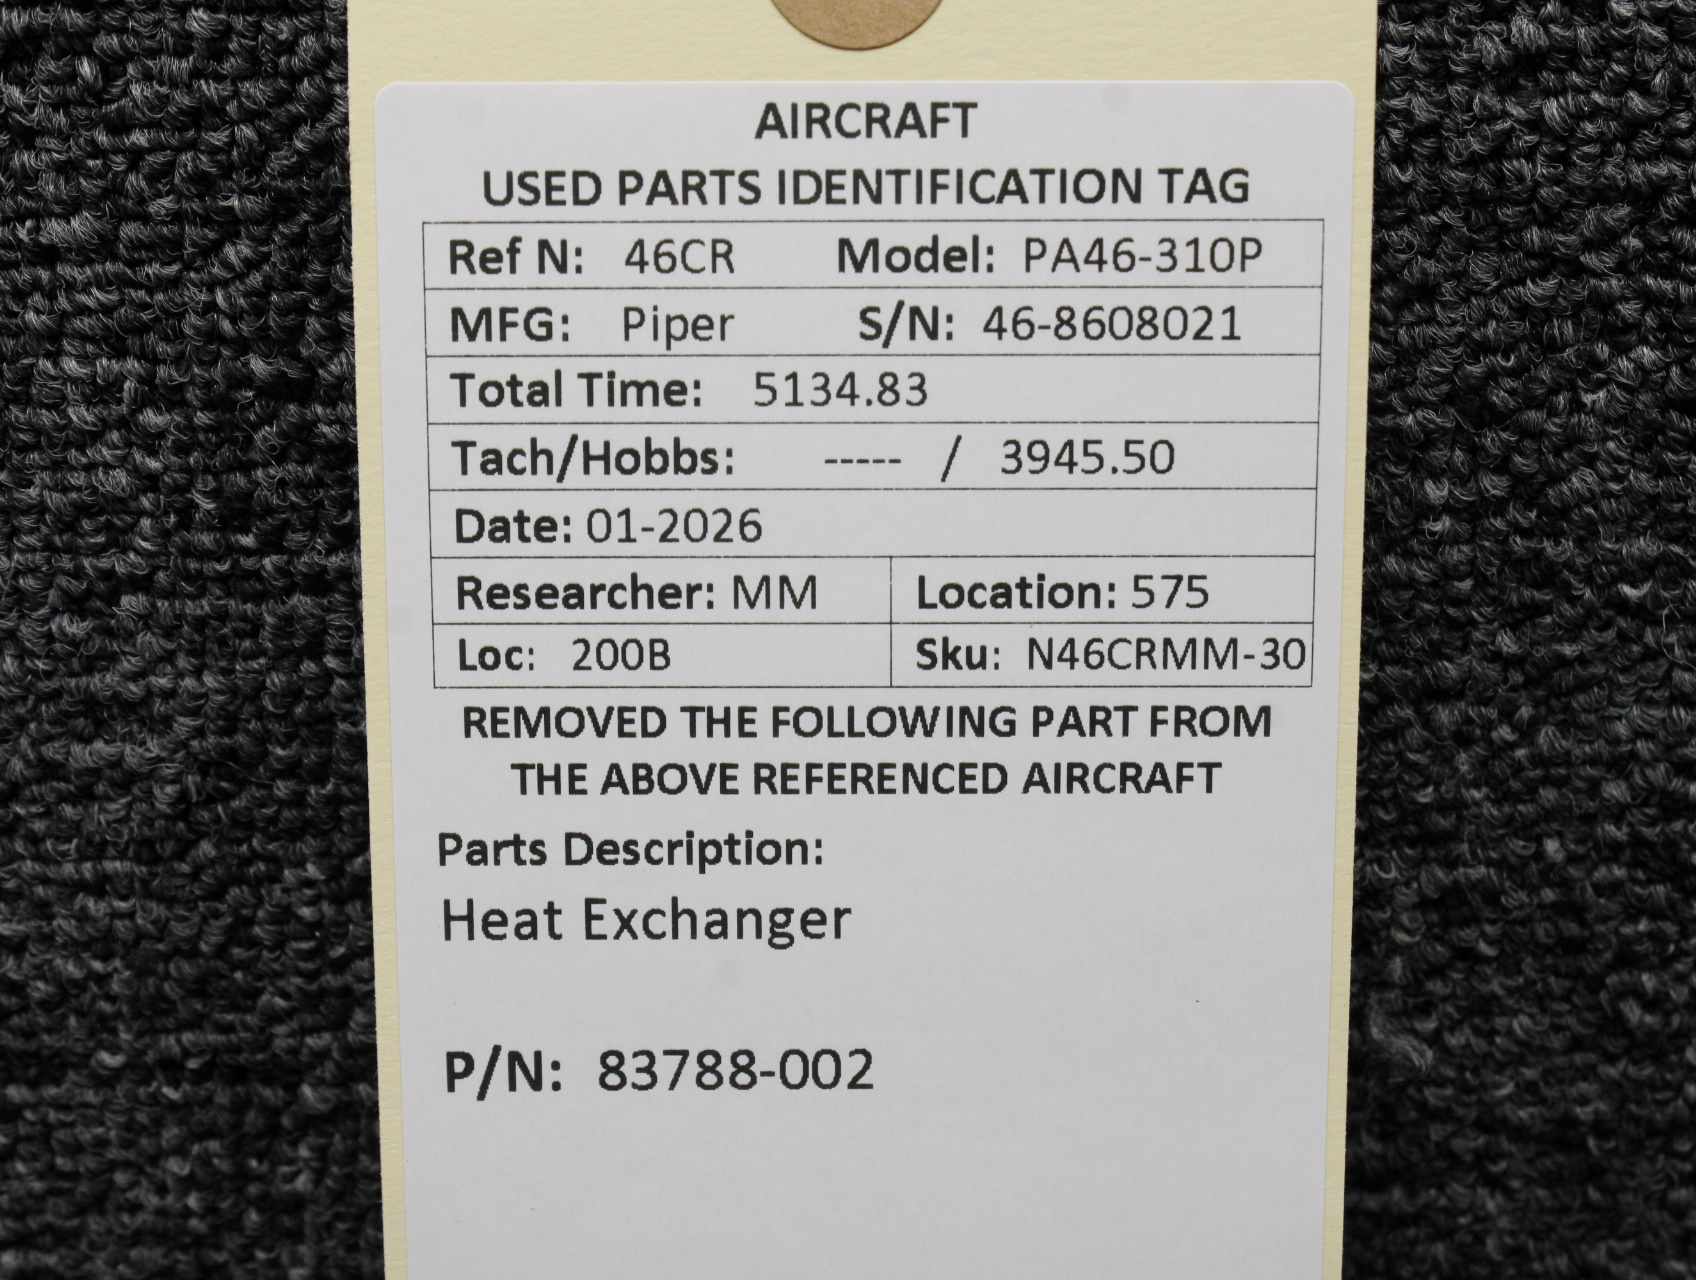 AIRCRAFT
USED PARTS IDENTIFICATION TAG
Ref N: 46CR Model: PA46-310P
MFG: Piper S/N: 46-8608021
Total Time: 5134.83
Tach/Hobbs: ----- / 3945.50
Date: 01-2026
Researcher: MM Location: 575
Loc: 200B Sku: N46CRMM-30
REMOVED THE FOLLOWING PART FROM
THE ABOVE REFERENCED AIRCRAFT
Parts Description:
Heat Exchanger
P/N: 83788-002